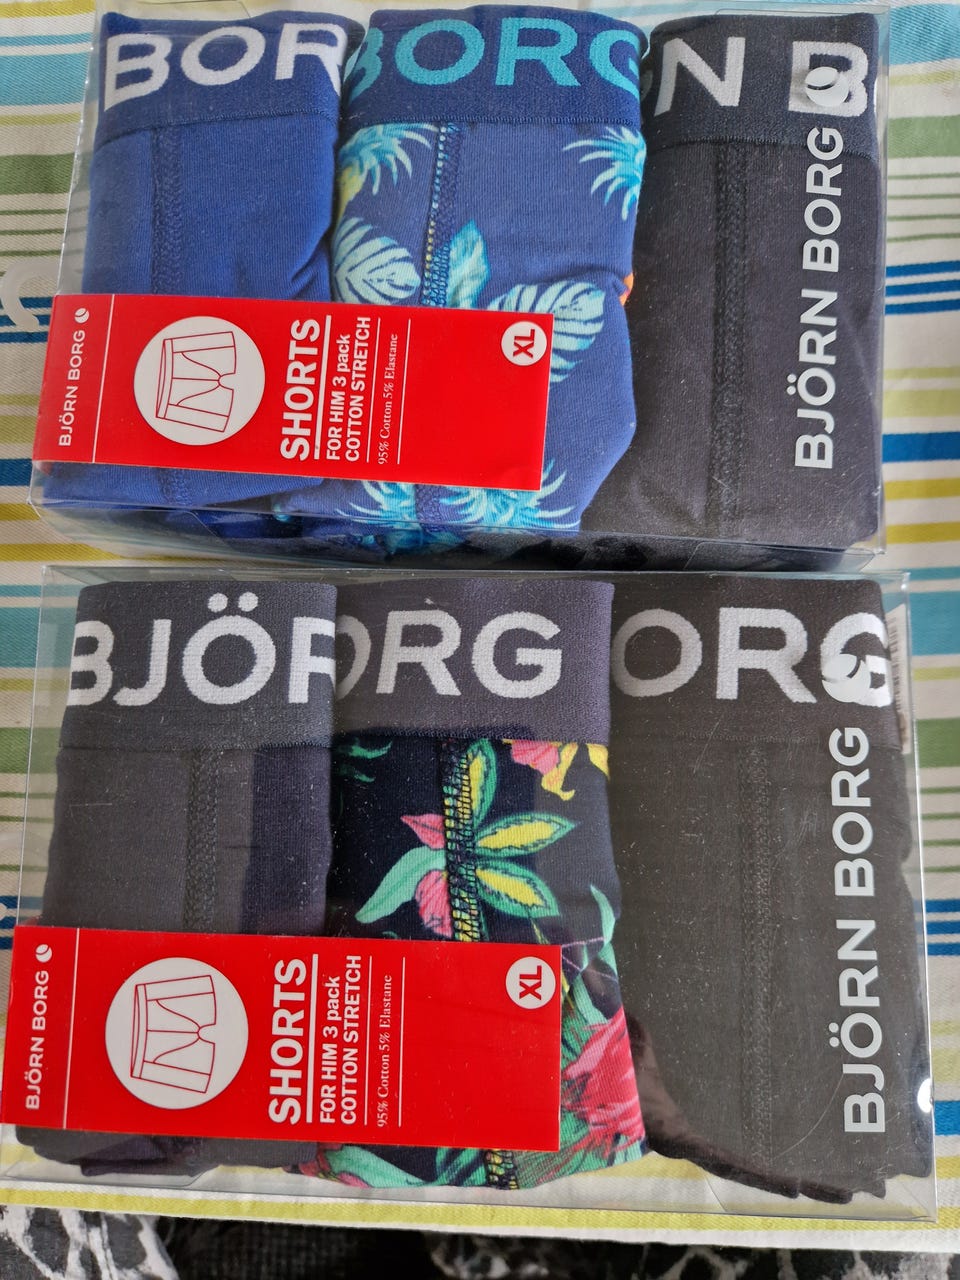 BOR
BORG
N B
BJÖRN BORG
BJÖRN BORG
SHORTS
FOR HIM 3 pack
COTTON STRETCH
95% Cotton 5% Elastane
XL
BJÖR
ORG
ORG
BJÖRN BORG
BJÖRN BORG
SHORTS
FOR HIM 3 pack
COTTON STRETCH
95% Cotton 5% Elastane
XL